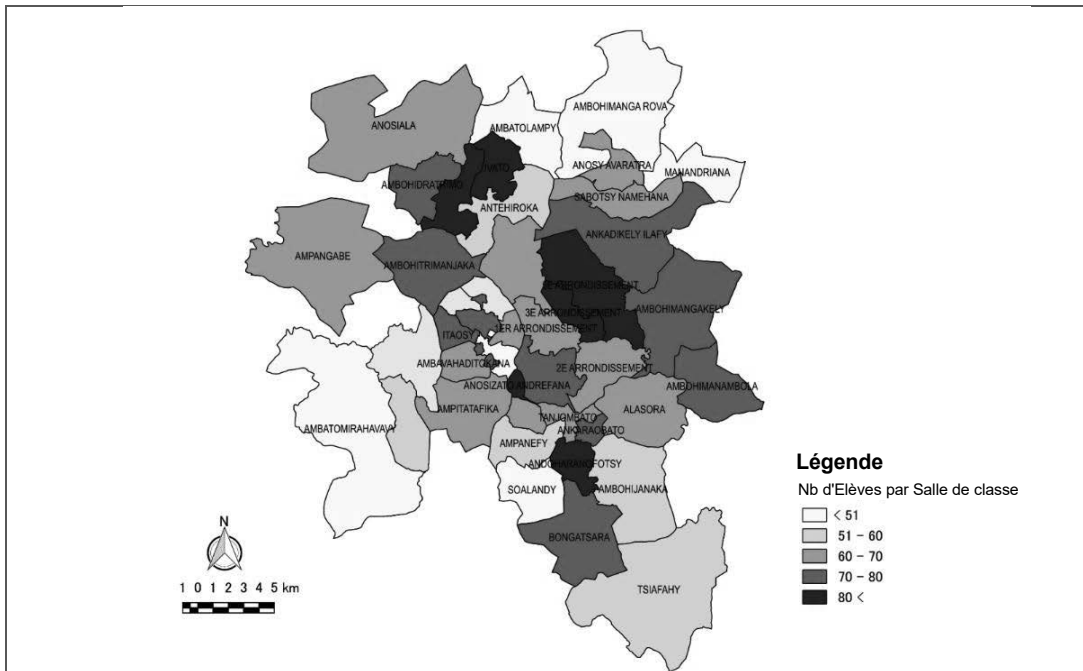 AMBOHIMANGA ROVA
ANOSIALA
AMBATOLAMPY
ANOSY AVARATRA
IVATO
MANANDRIANA
AMBOHIDRATRIMO
SABOTSY NAMEHANA
ANTEHIROKA
ANKADIKELY ILAFY
AMPANGABE
AMBOHITRIMANJAKA
ARRONDISSEMENT
AMBOHIMANGAKELY
3E ARRONDISSEMENT
1ER ARRONDISSEMENT
ITAOSY
AMBAVAHADITOKANA
2E ARRONDISSEMENT
ANOSIZATO ANDREFANA
AMBOHIMANAMBOLA
AMPITATAFIKA
ALASORA
TANJOMBATO
AMBATOMIRAHAVAVY
ANKARAOBATO
AMPANEFY
ANDOHARANOFOTSY
SOALANDY
AMBOHIJANAKA
BONGATSARA
TSIAFAHY
N
1 0 1 2 3 4 5 km
Légende
Nb d'Elèves par Salle de classe
< 51
51 - 60
60 - 70
70 - 80
80 <